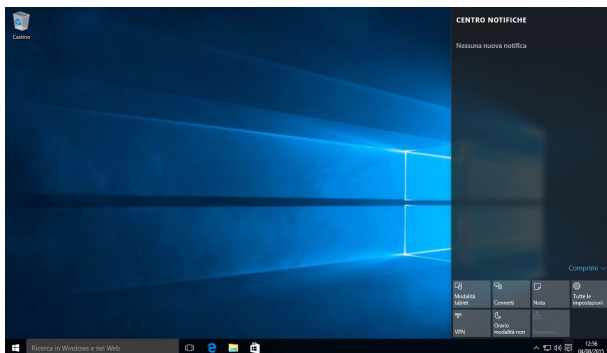 Castino
CENTRO NOTIFICHE
Nessuna nuova notifica
Comprimi
Modalità
tablet
Connetti
Nota
Tutte le
impostazioni
VPN
Orario
modalità non
Ricerca in Windows e nel Web
12:56
04/08/2015